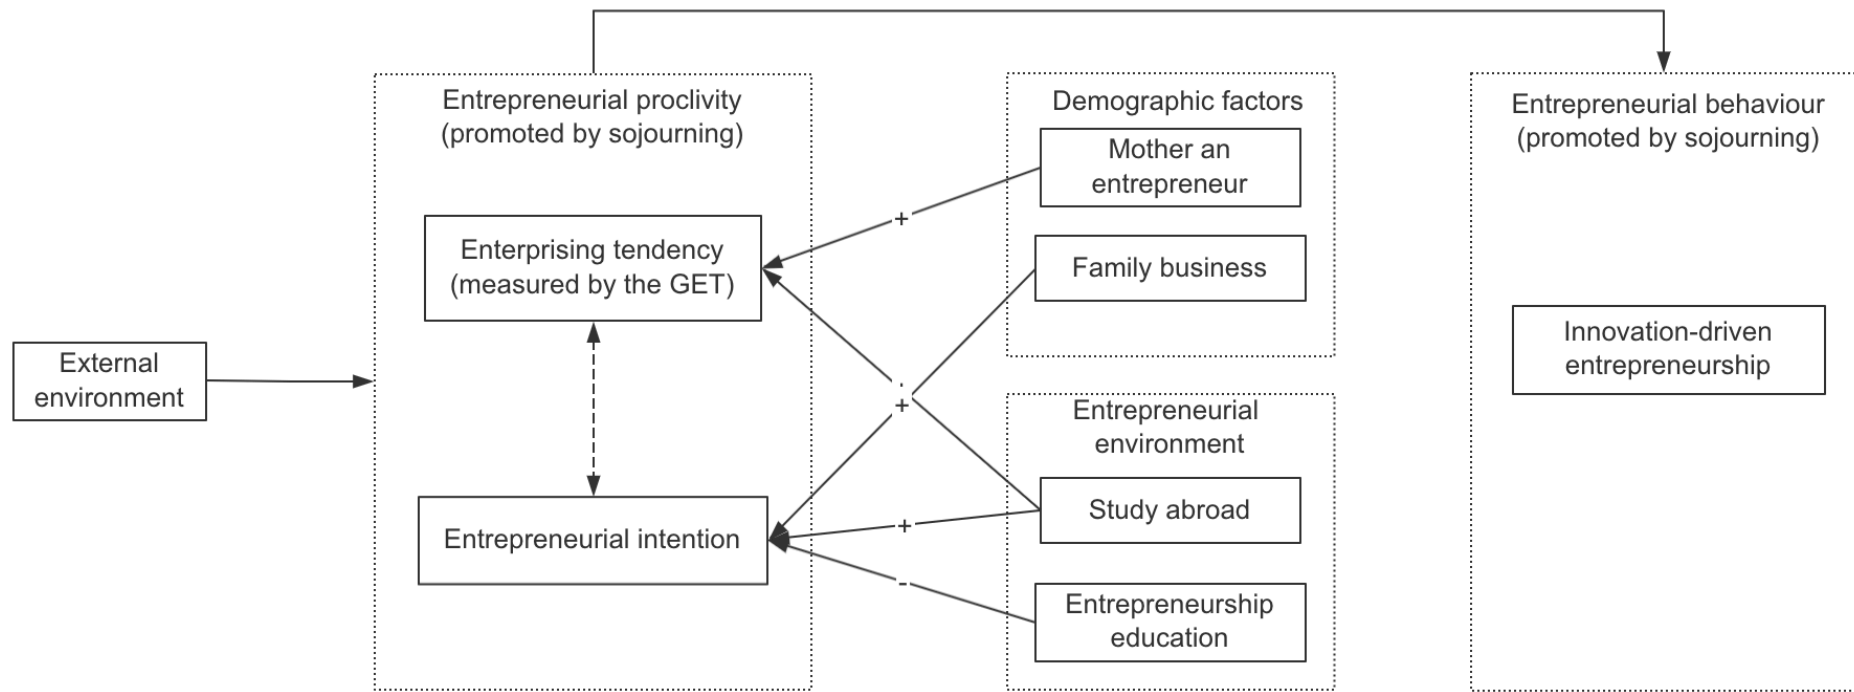 Entrepreneurial proclivity
(promoted by sojourning)
Enterprising tendency
(measured by the GET)
External
environment
Entrepreneurial intention
+
+
+
-
Demographic factors
Mother an
entrepreneur
Family business
Entrepreneurial
environment
Study abroad
Entrepreneurship
education
Entrepreneurial behaviour
(promoted by sojourning)
Innovation-driven
entrepreneurship